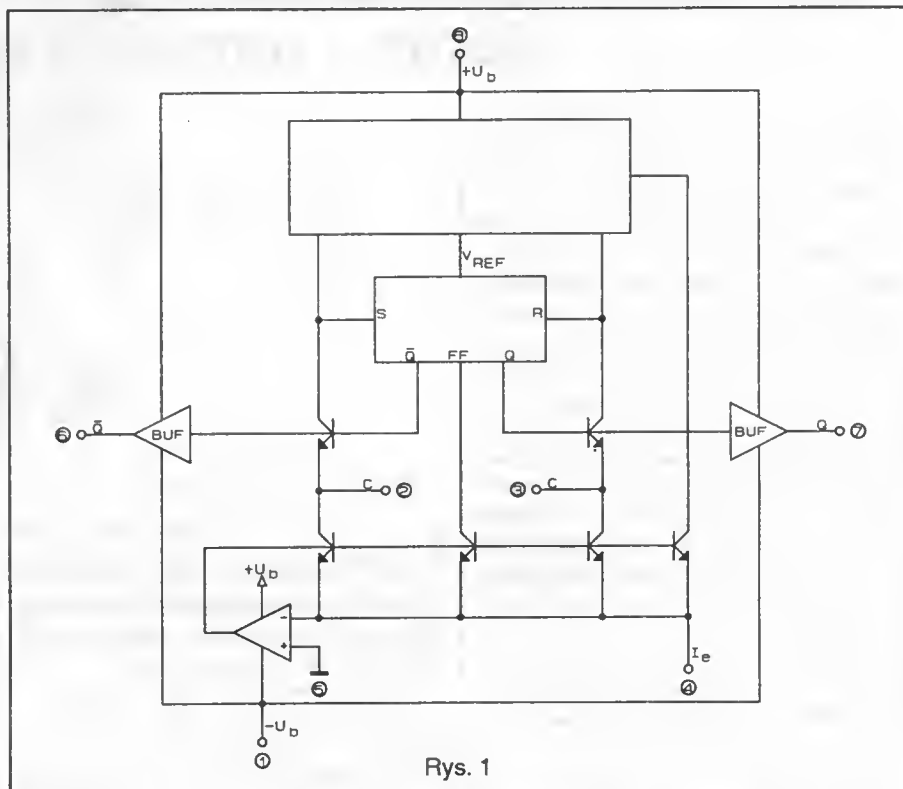 ⑧
+U_b
V_REF
S R
Q̅ FF Q
⑥ Q̅ BUF
BUF Q ⑦
C ②
③ C
+U_b
-
+
⑤
I_e
④
-U_b
①
Rys. 1